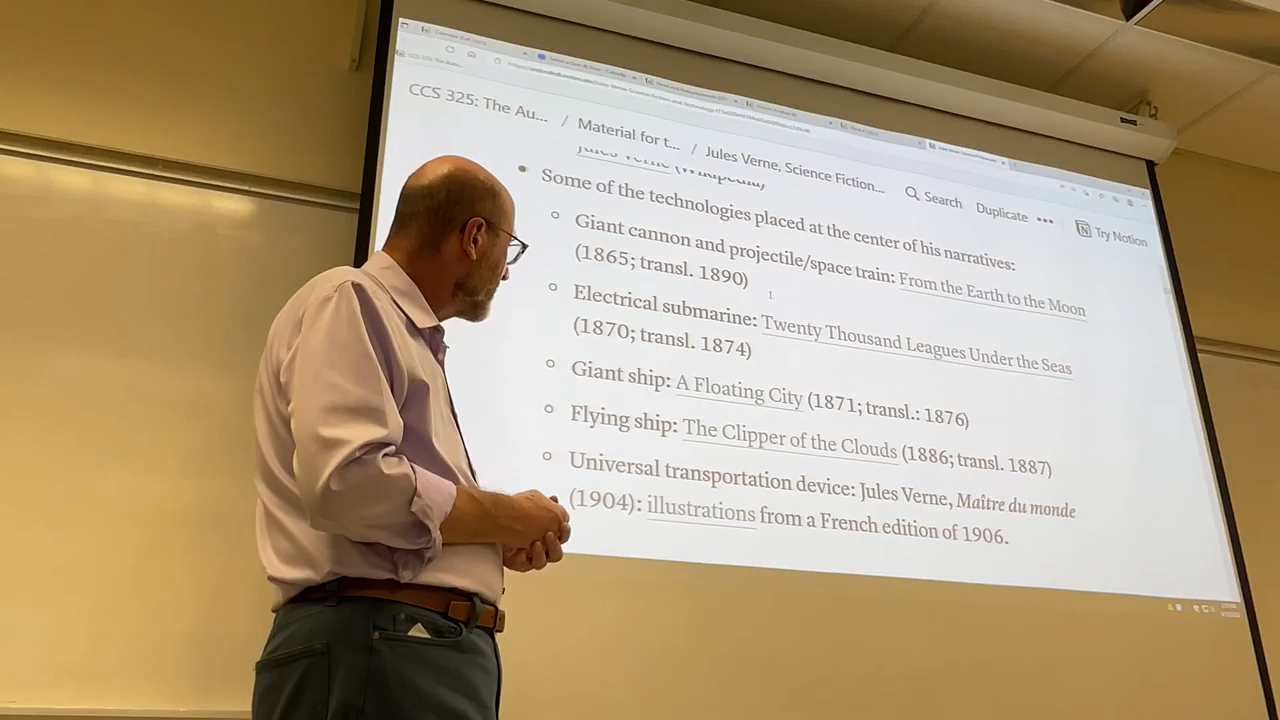 CCS 325: The Au... / Material for t... / Jules Verne, Science Fiction...
Search Duplicate ••• Try Notion
Jules Verne (Wikipedia)
Some of the technologies placed at the center of his narratives:
Giant cannon and projectile/space train: From the Earth to the Moon
(1865; transl. 1890)
Electrical submarine: Twenty Thousand Leagues Under the Seas
(1870; transl. 1874)
Giant ship: A Floating City (1871; transl.: 1876)
Flying ship: The Clipper of the Clouds (1886; transl. 1887)
Universal transportation device: Jules Verne, Maître du monde
(1904): illustrations from a French edition of 1906.